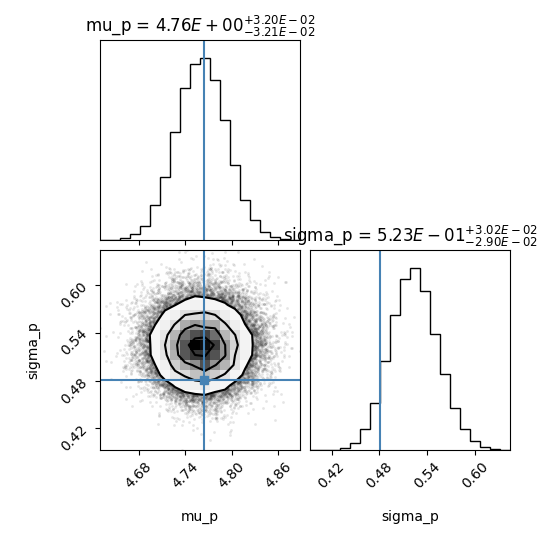 mu_p = 4.76E + 00+3.20E−02−3.21E−02
sigma_p = 5.23E − 01+3.02E−02−2.90E−02
0.60
0.54
0.48
0.42
sigma_p
4.68
4.74
4.80
4.86
mu_p
0.42
0.48
0.54
0.60
sigma_p